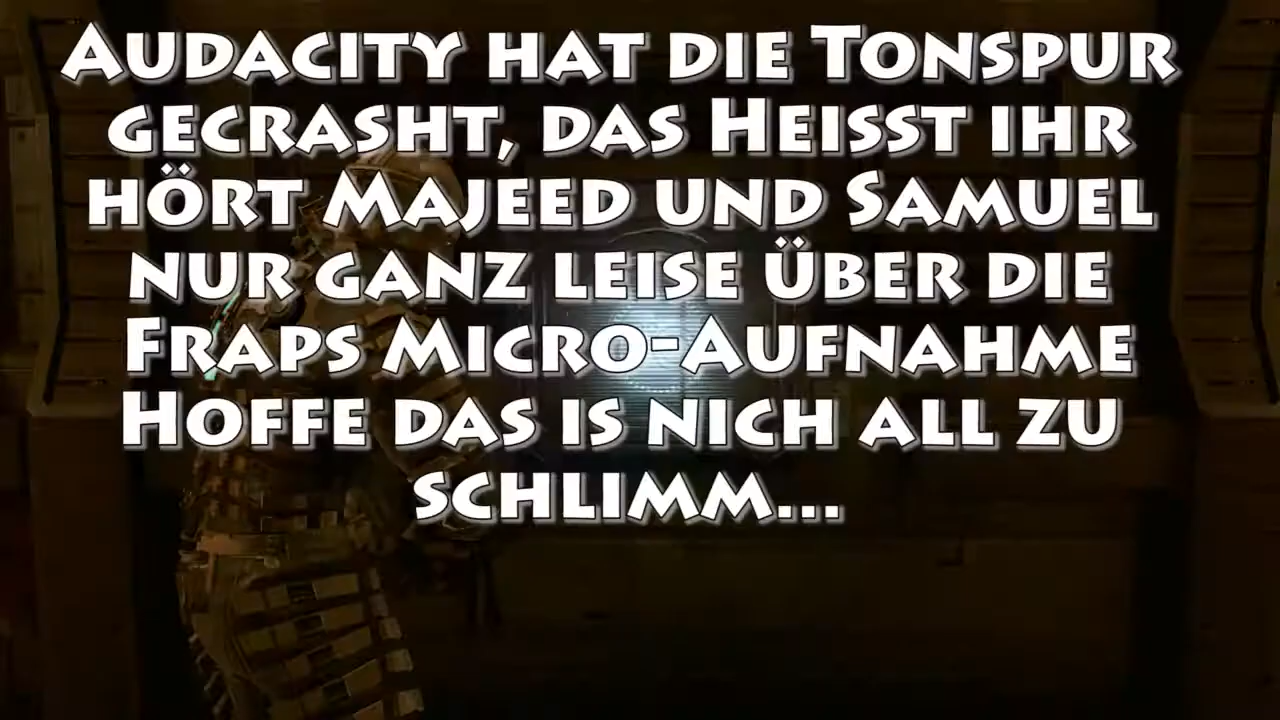 Audacity hat die Tonspur
gecrasht, das Heisst ihr
hört Majeed und Samuel
nur ganz leise über die
Fraps Micro-Aufnahme
Hoffe das is nich all zu
schlimm...